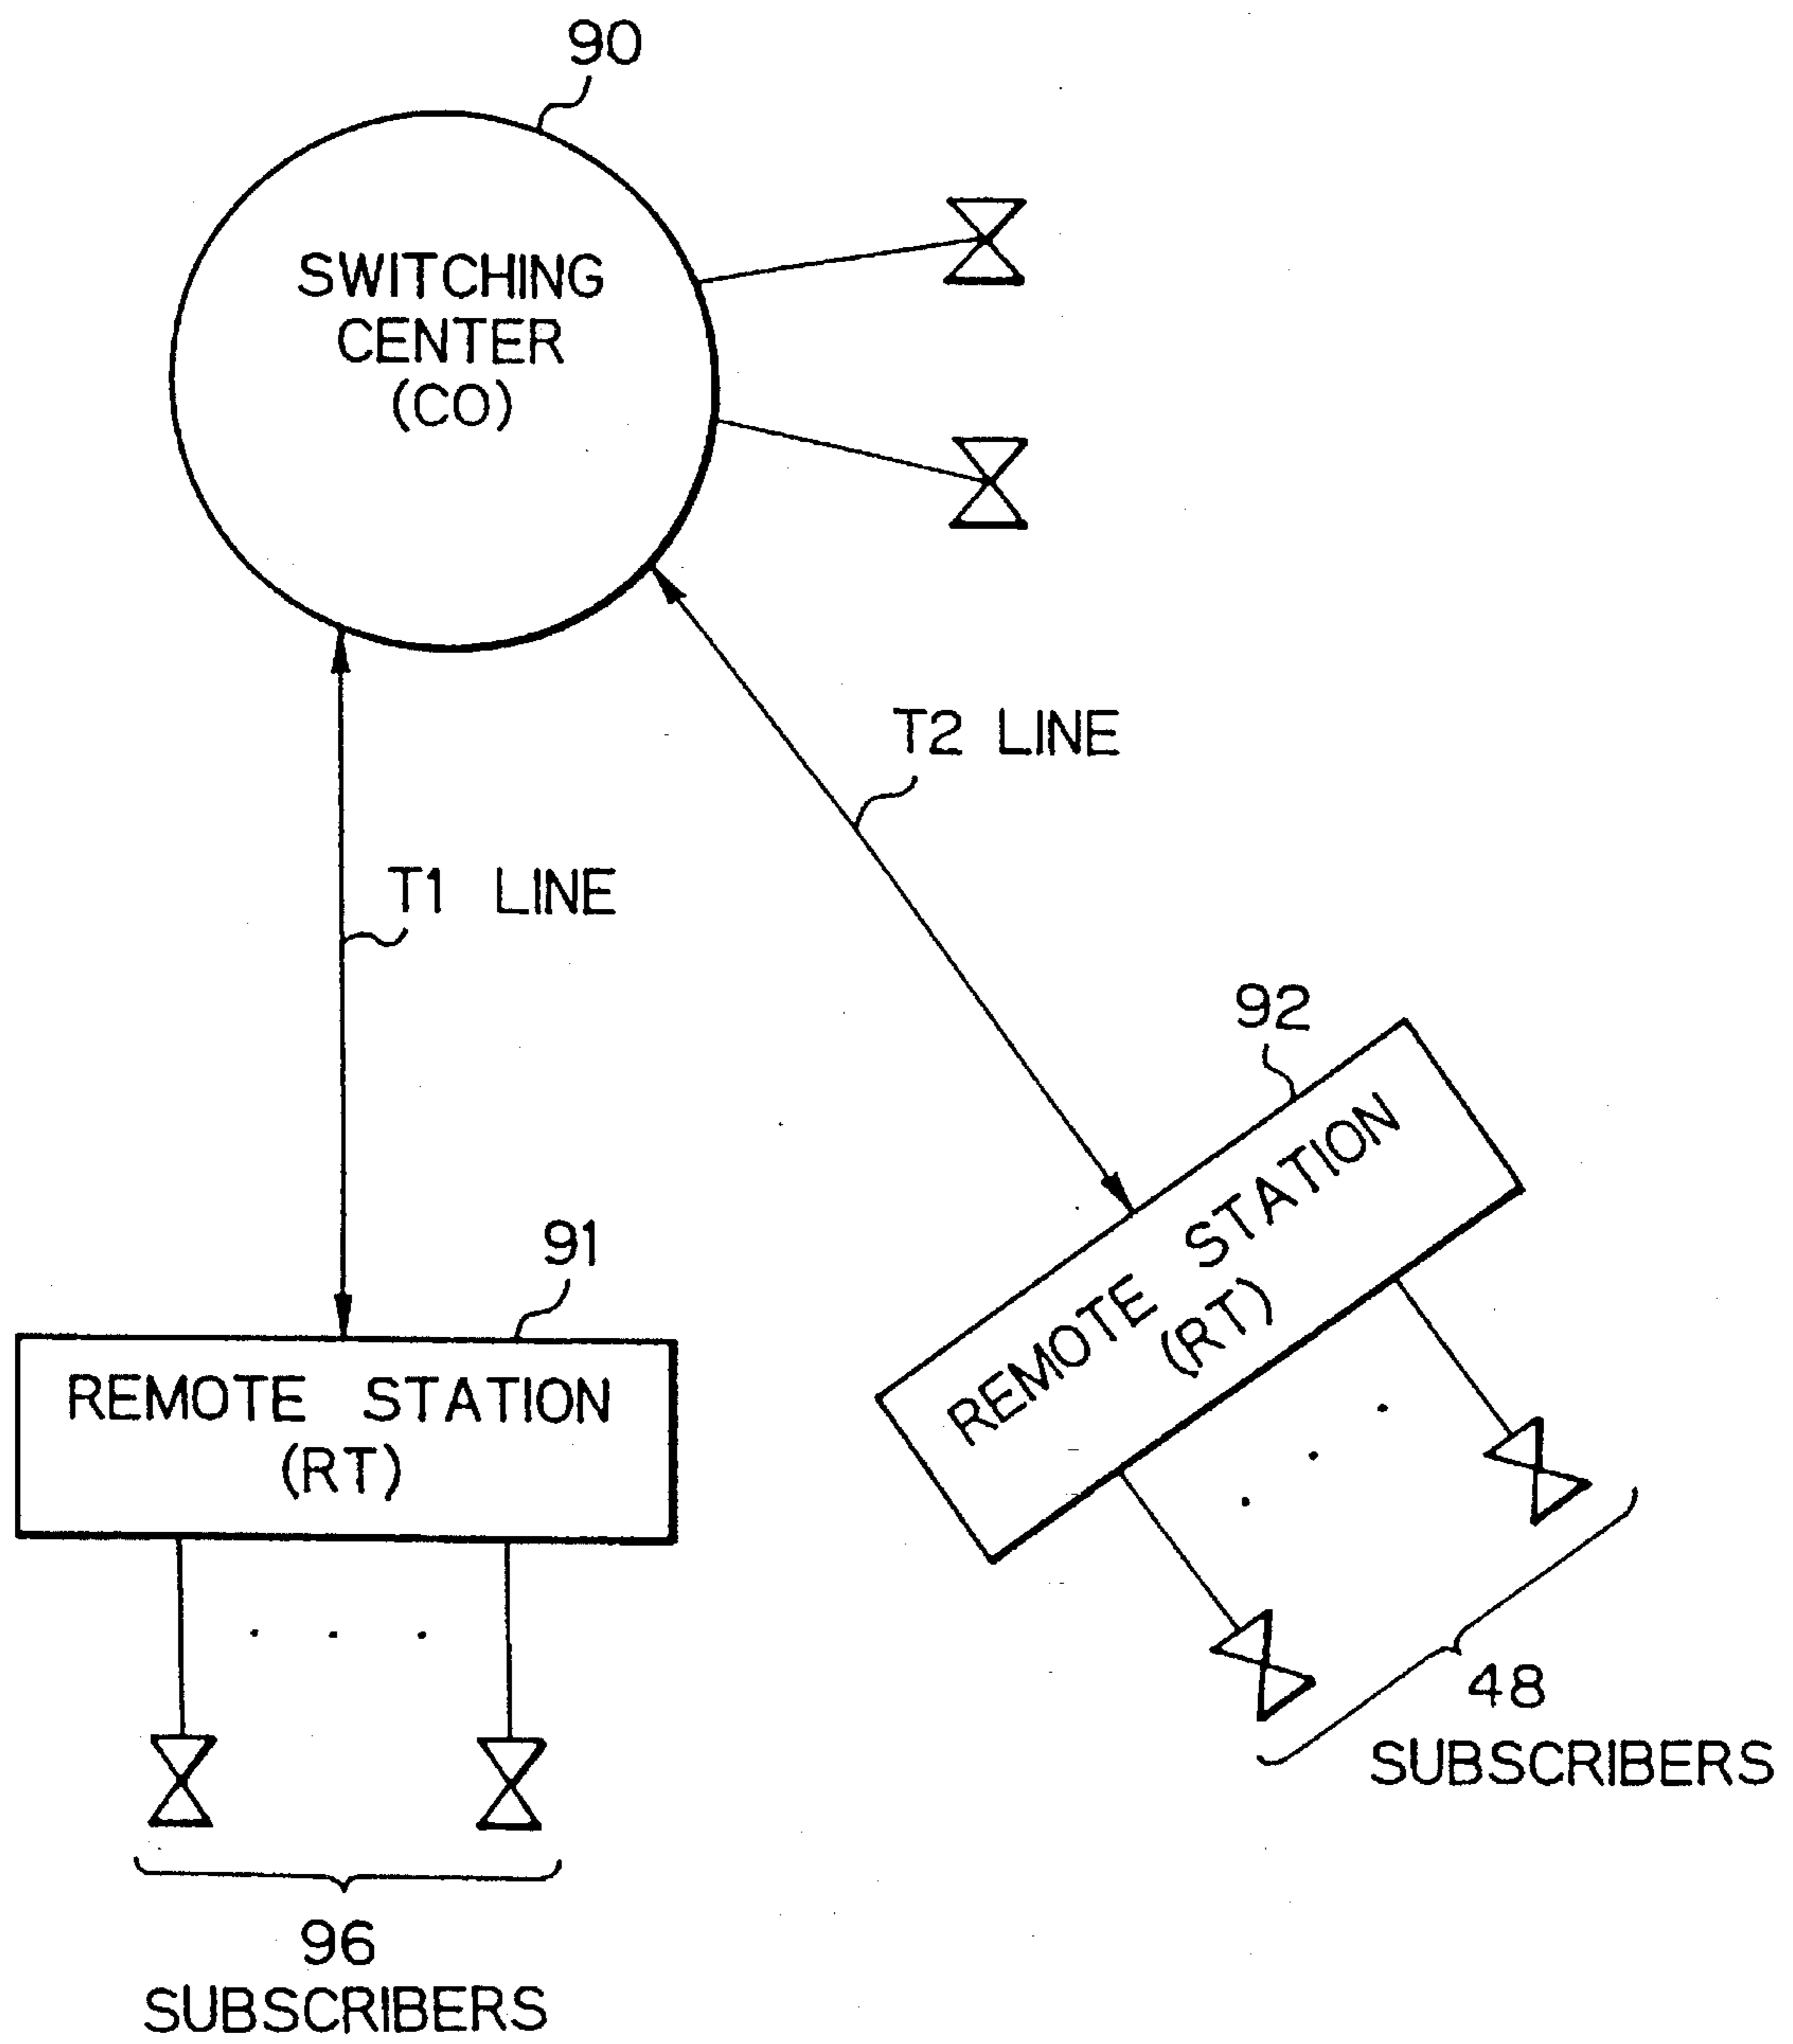 90
SWITCHING
CENTER
(CO)
T2 LINE
T1 LINE
92
REMOTE STATION
(RT)
91
REMOTE STATION
(RT)
48
SUBSCRIBERS
96
SUBSCRIBERS